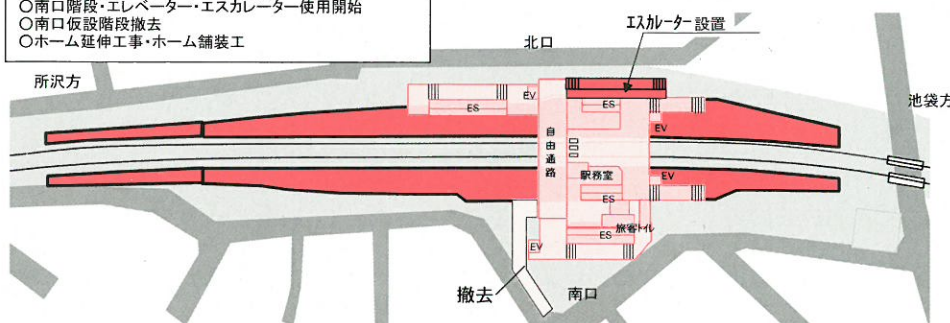 ○南口階段・エレベーター・エスカレーター使用開始
○南口仮設階段撤去
○ホーム延伸工事・ホーム舗装工
エスカレーター設置
北口
所沢方
池袋方
EV
ES
ES
EV
自由通路
駅務室
EV
ES
旅客トイレ
ES
EV
撤去
南口